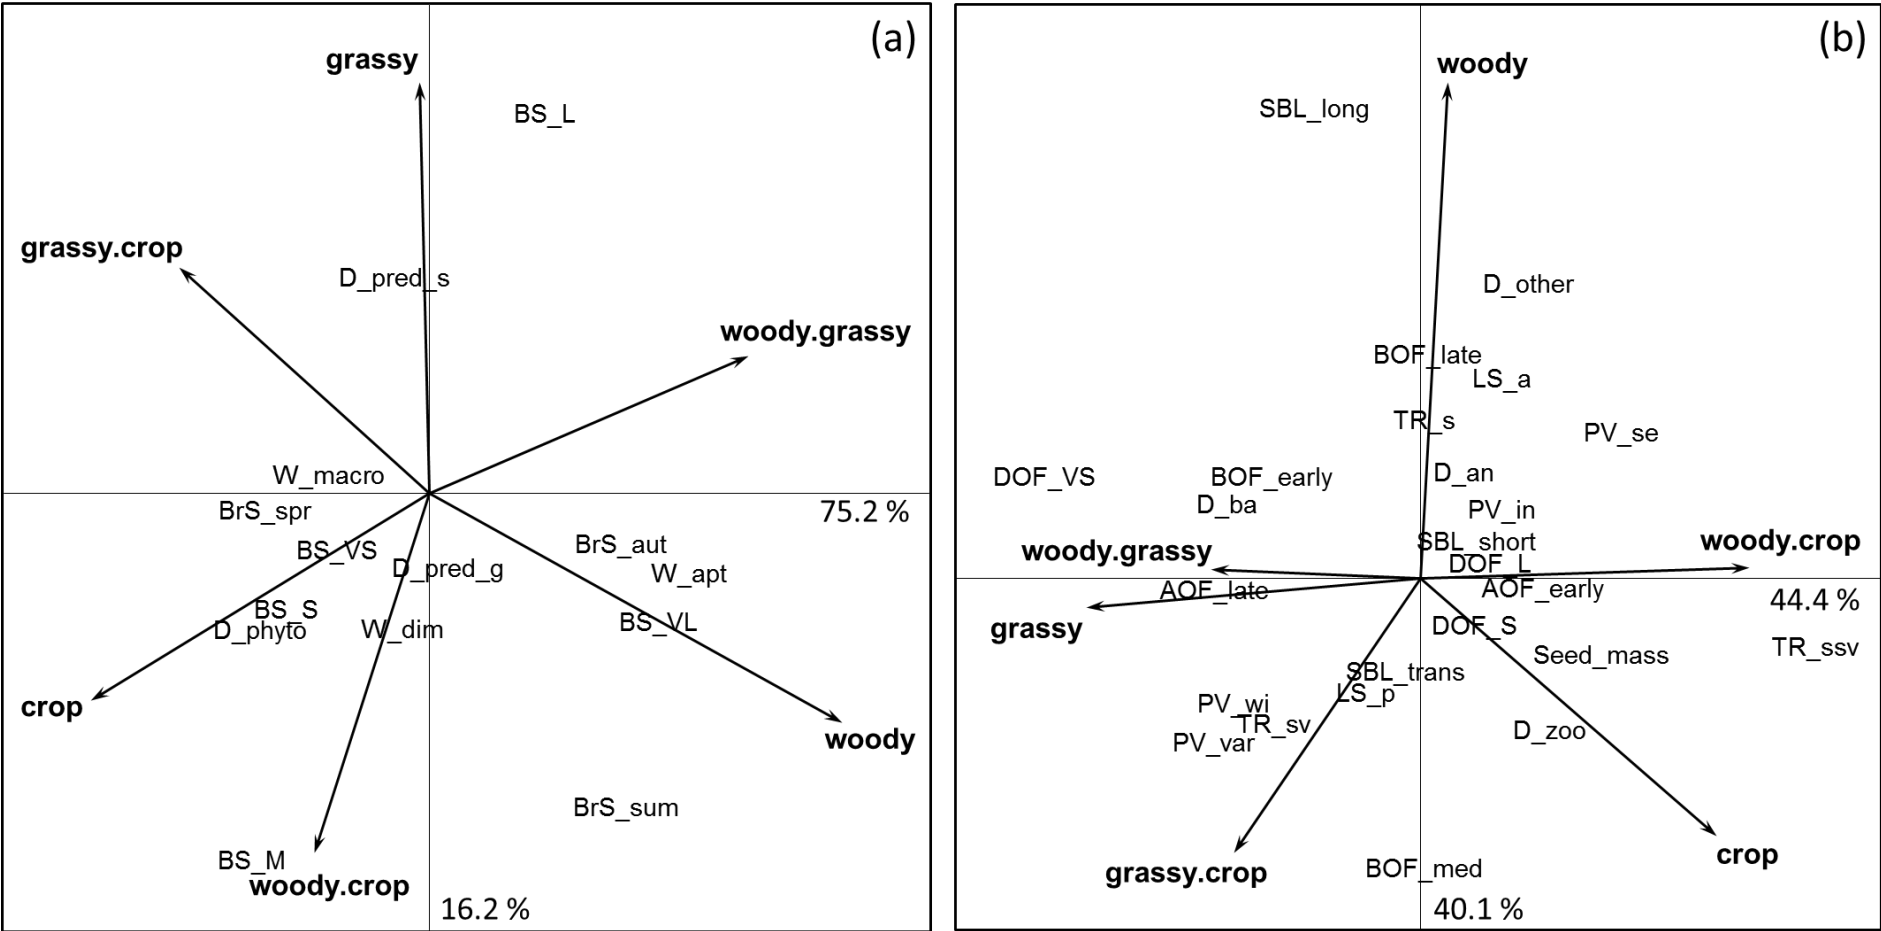 (a)
grassy
BS_L
grassy.crop
D_pred_s
woody.grassy
W_macro
BrS_spr
75.2 %
BS_VS
BrS_aut
D_pred_g
W_apt
BS_S
D_phyto
W_dim
BS_VL
crop
woody
BrS_sum
BS_M
woody.crop
16.2 %
(b)
woody
SBL_long
D_other
BOF_late
LS_a
TR_s
PV_se
DOF_VS
BOF_early
D_an
D_ba
PV_in
woody.grassy
SBL_short
woody.crop
DOF_L
AOF_late
AOF_early
44.4 %
grassy
DOF_S
Seed_mass
TR_ssv
SBL_trans
LS_p
PV_wi
TR_sv
PV_var
D_zoo
crop
grassy.crop
BOF_med
40.1 %